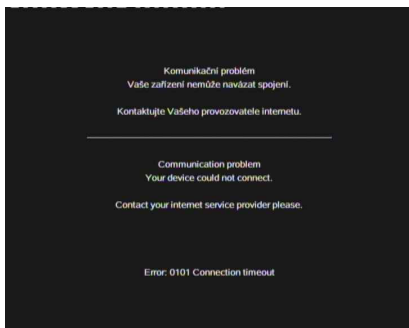 Komunikační problém
Vaše zařízení nemůže navázat spojení.
Kontaktujte Vašeho provozovatele internetu.
Communication problem
Your device could not connect.
Contact your internet service provider please.
Error: 0101 Connection timeout